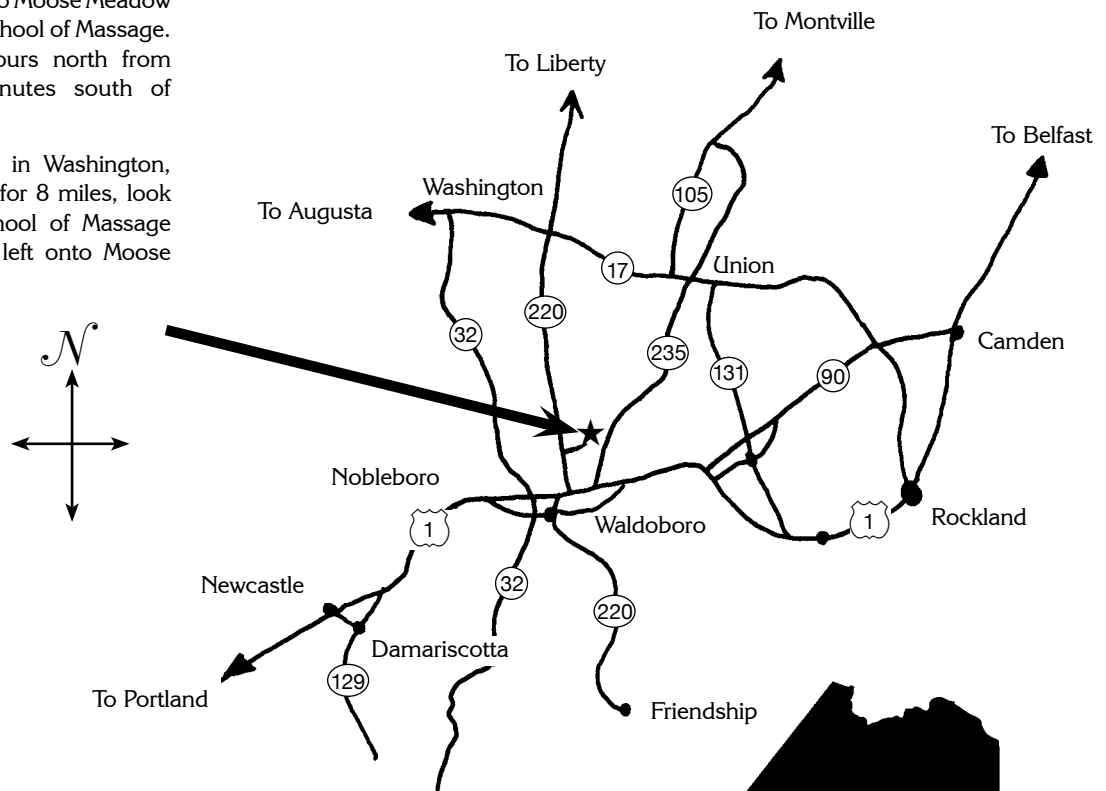 to Moose Meadow
hool of Massage.
ours north from
nutes south of
in Washington,
for 8 miles, look
hool of Massage
left onto Moose
To Montville
To Liberty
To Belfast
Washington
105
To Augusta
17
Union
220
N
32
235
Camden
131
90
Nobleboro
1
Waldoboro
1
Rockland
Newcastle
32
220
Damariscotta
129
To Portland
Friendship